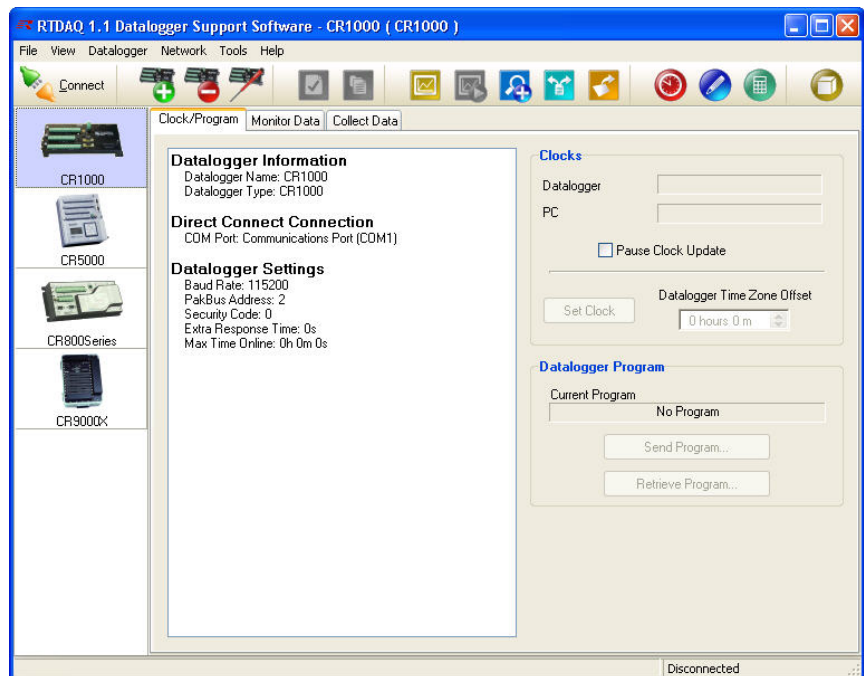 RTDAQ 1.1 Datalogger Support Software - CR1000 ( CR1000 )
File View Datalogger Network Tools Help
Connect
CR1000
CR5000
CR800Series
CR9000X
Clock/Program Monitor Data Collect Data
Datalogger Information
Datalogger Name: CR1000
Datalogger Type: CR1000
Direct Connect Connection
COM Port: Communications Port (COM1)
Datalogger Settings
Baud Rate: 115200
PakBus Address: 2
Security Code: 0
Extra Response Time: 0s
Max Time Online: 0h 0m 0s
Clocks
Datalogger
PC
Pause Clock Update
Set Clock
Datalogger Time Zone Offset
0 hours 0 m
Datalogger Program
Current Program
No Program
Send Program...
Retrieve Program...
Disconnected